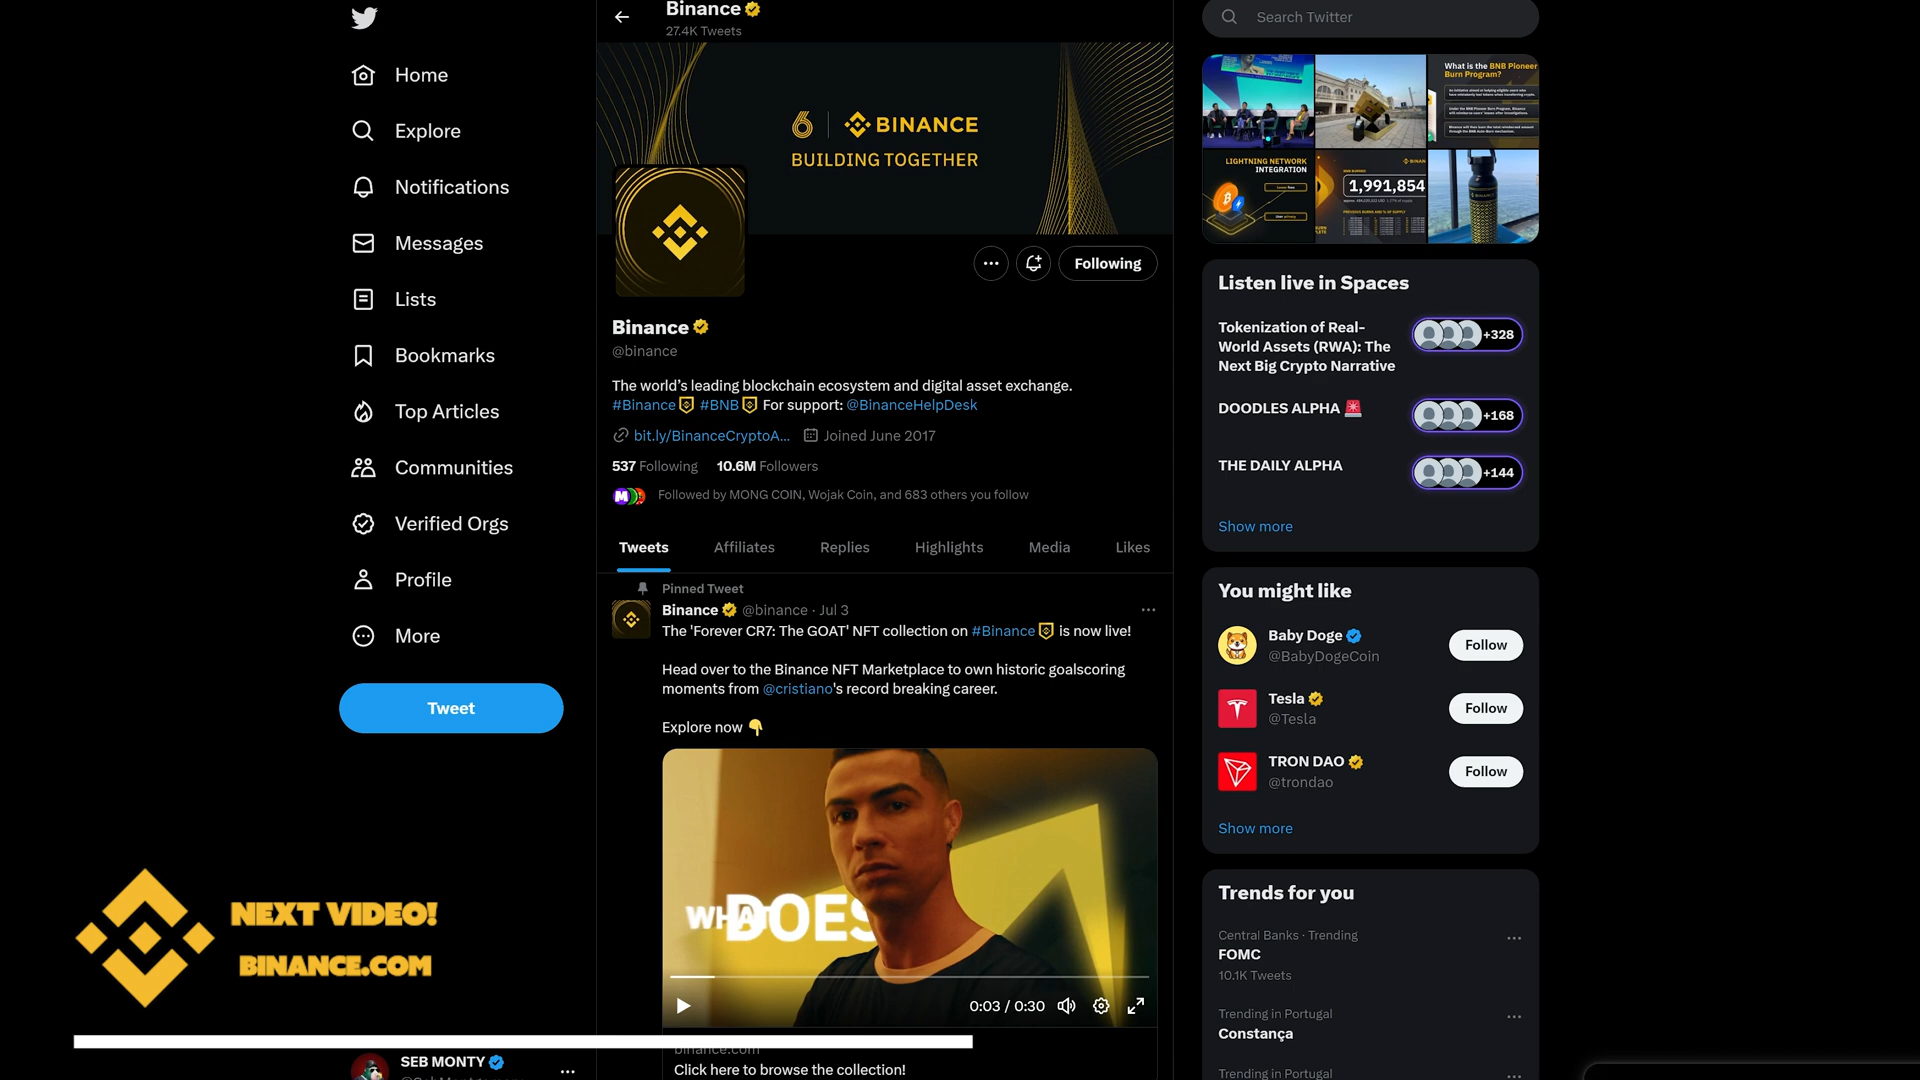 Home
Explore
Notifications
Messages
Lists
Bookmarks
Top Articles
Communities
Verified Orgs
Profile
More
Tweet
NEXT VIDEO!
BINANCE.COM
SEB MONTY
Binance
27.4K Tweets
6 | BINANCE
BUILDING TOGETHER
Following
Binance
@binance
The world's leading blockchain ecosystem and digital asset exchange.
#Binance #BNB For support: @BinanceHelpDesk
bit.ly/BinanceCryptoA... Joined June 2017
537 Following 10.6M Followers
Followed by MONG COIN, Wojak Coin, and 683 others you follow
Tweets Affiliates Replies Highlights Media Likes
Pinned Tweet
Binance @binance · Jul 3
The 'Forever CR7: The GOAT' NFT collection on #Binance is now live!
Head over to the Binance NFT Marketplace to own historic goalscoring
moments from @cristiano's record breaking career.
Explore now
DOES
0:03 / 0:30
binance.com
Click here to browse the collection!
Search Twitter
What is the BNB Pioneer
Burn Program?
LIGHTNING NETWORK
INTEGRATION
1,991,854
Listen live in Spaces
Tokenization of Real-
World Assets (RWA): The
Next Big Crypto Narrative
+328
DOODLES ALPHA
+168
THE DAILY ALPHA
+144
Show more
You might like
Baby Doge
@BabyDogeCoin
Follow
Tesla
@Tesla
Follow
TRON DAO
@trondao
Follow
Show more
Trends for you
Central Banks · Trending
FOMC
10.1K Tweets
Trending in Portugal
Constança
Trending in Portugal